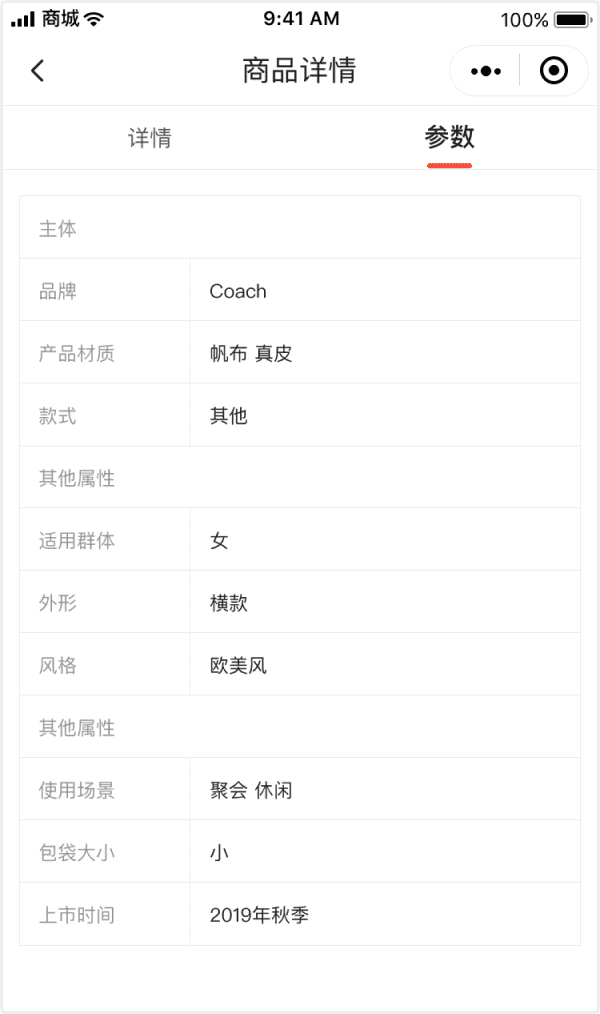 商城 9:41 AM 100%
商品详情
详情 参数
主体
品牌 Coach
产品材质 帆布 真皮
款式 其他
其他属性
适用群体 女
外形 横款
风格 欧美风
其他属性
使用场景 聚会 休闲
包袋大小 小
上市时间 2019年秋季